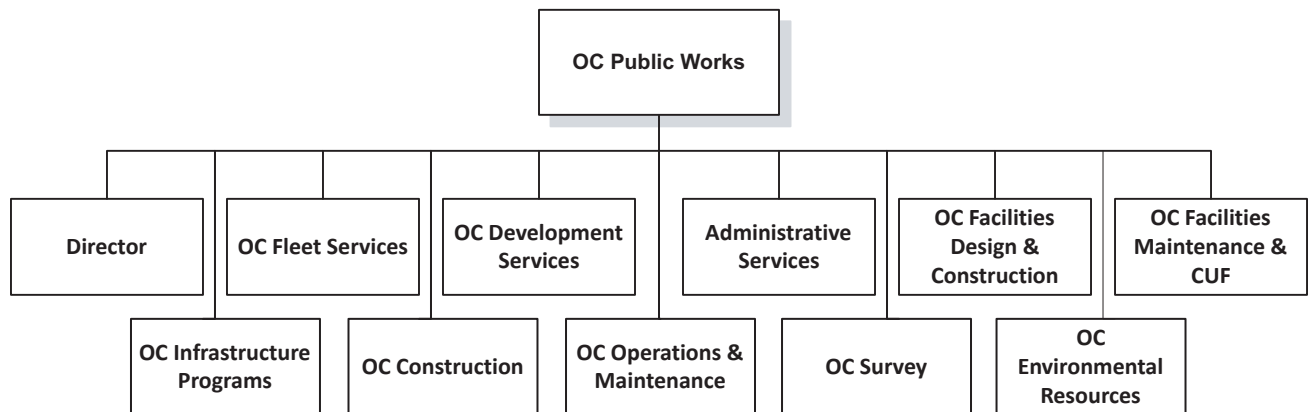 OC Public Works
Director
OC Fleet Services
OC Development
Services
Administrative
Services
OC Facilities
Design &
Construction
OC Facilities
Maintenance &
CUF
OC Infrastructure
Programs
OC Construction
OC Operations &
Maintenance
OC Survey
OC
Environmental
Resources